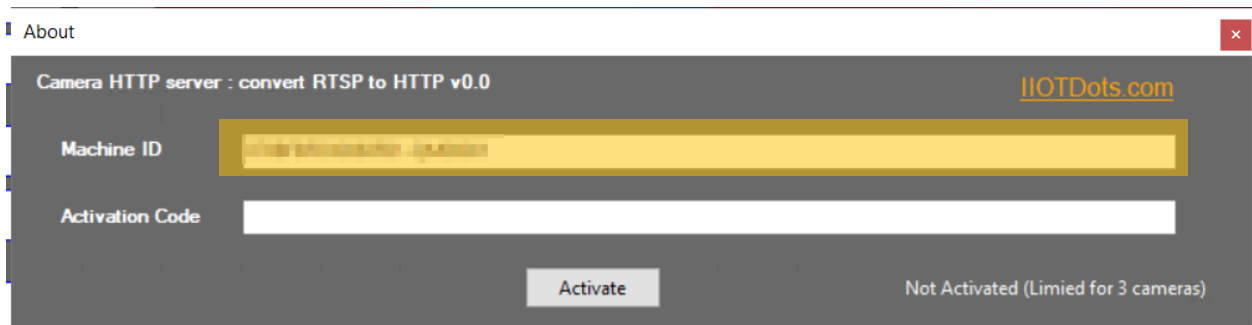 About
Camera HTTP server : convert RTSP to HTTP v0.0
IIOTDots.com
Machine ID
Activation Code
Activate
Not Activated (Limied for 3 cameras)